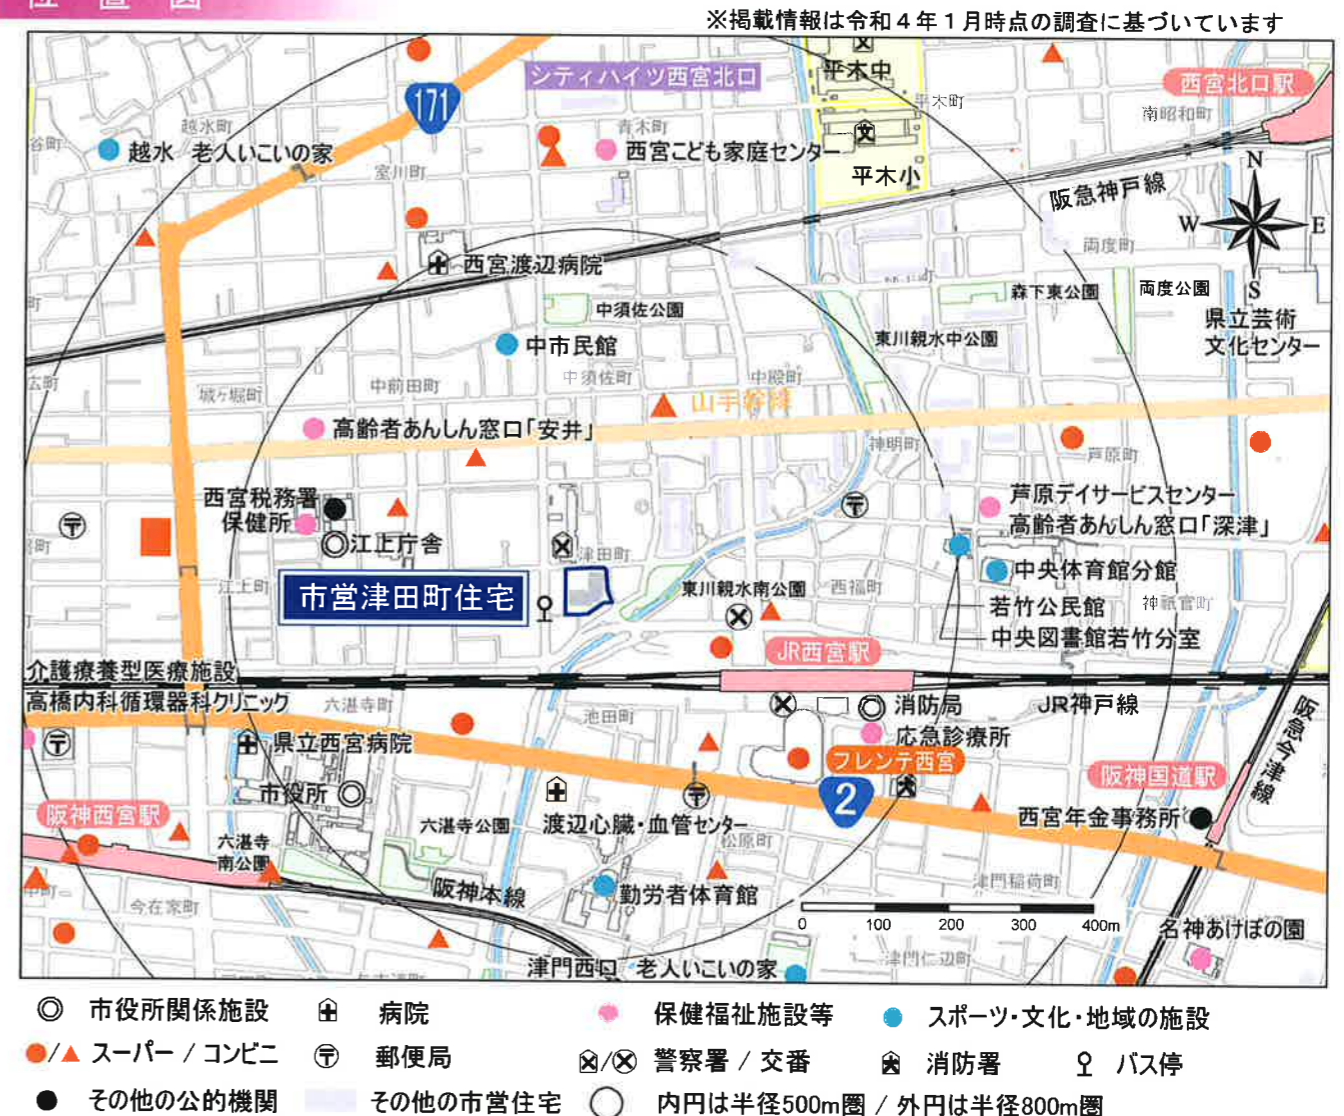 位置図
※掲載情報は令和４年１月時点の調査に基づいています
171
シティハイツ西宮北口
平木中
平木町
西宮北口駅
南昭和町
越水町
青木町
越水 老人いこいの家
西宮こども家庭センター
室川町
平木小
N
W
E
S
阪急神戸線
両度町
西宮渡辺病院
中須佐公園
森下東公園
両度公園
県立芸術
文化センター
東川親水中公園
中市民館
中須佐町
中殿町
城ヶ堀町
中前田町
山手幹線
高齢者あんしん窓口「安井」
神明町
芦原町
西宮税務署
保健所
江上庁舎
芦原デイサービスセンター
高齢者あんしん窓口「深津」
津田町
江上町
市営津田町住宅
東川親水南公園
西福町
中央体育館分館
若竹公民館
神祇官町
中央図書館若竹分室
JR西宮駅
介護療養型医療施設
高橋内科循環器科クリニック
六湛寺町
池田町
消防局
JR神戸線
応急診療所
県立西宮病院
フレンテ西宮
阪神国道駅
阪急今津線
市役所
2
阪神西宮駅
六湛寺公園
渡辺心臓・血管センター
西宮年金事務所
六湛寺
南公園
松原町
阪神本線
勤労者体育館
津門稲荷町
今在家町
0 100 200 300 400m
名神あけぼの園
津門西口 老人いこいの家
津門仁辺町
市役所関係施設
病院
保健福祉施設等
スポーツ・文化・地域の施設
/
スーパー / コンビニ
郵便局
/
警察署 / 交番
消防署
バス停
その他の公的機関
その他の市営住宅
内円は半径500m圏 / 外円は半径800m圏